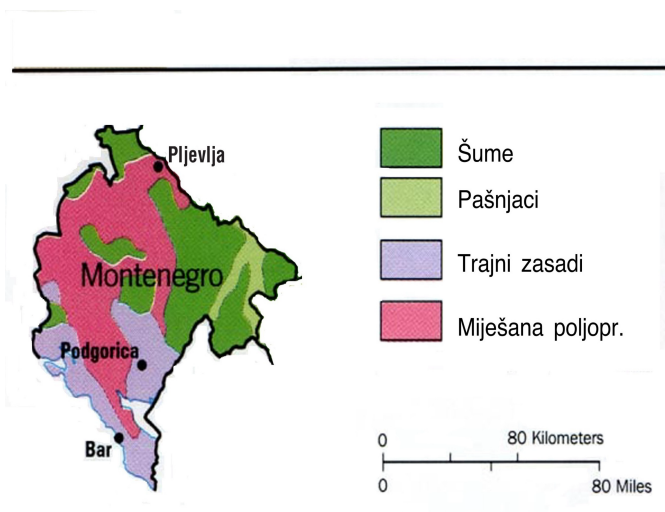 Pljevlja
Montenegro
Podgorica
Bar
Šume
Pašnjaci
Trajni zasadi
Miješana poljopr.
0 80 Kilometers
0 80 Miles